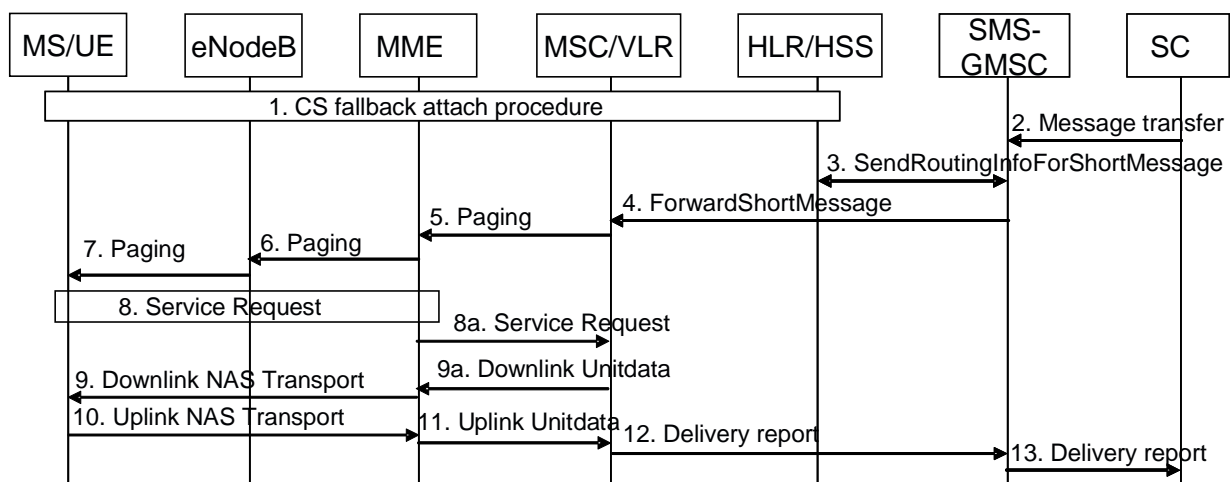 MS/UE
eNodeB
MME
MSC/VLR
HLR/HSS
SMS-
GMSC
SC
1. CS fallback attach procedure
2. Message transfer
3. SendRoutingInfoForShortMessage
4. ForwardShortMessage
5. Paging
6. Paging
7. Paging
8. Service Request
8a. Service Request
9a. Downlink Unitdata
9. Downlink NAS Transport
10. Uplink NAS Transport
11. Uplink Unitdata
12. Delivery report
13. Delivery report